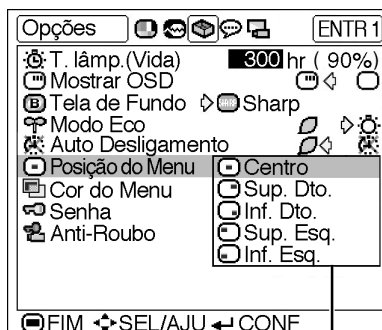 Opções ENTR 1
T. lâmp.(Vida) 300 hr ( 90%)
Mostrar OSD
B Tela de Fundo Sharp
Modo Eco
Auto Desligamento
Posição do Menu Centro
Cor do Menu Sup. Dto.
Senha Inf. Dto.
Anti-Roubo Sup. Esq.
Inf. Esq.
FIM SEL/AJU CONF